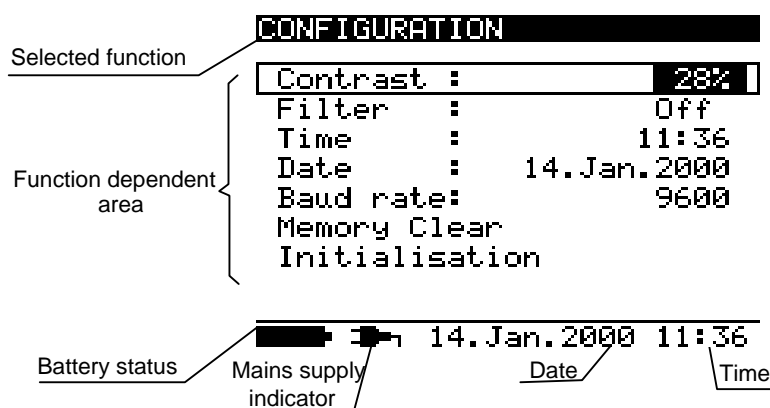 CONFIGURATION
Selected function
Contrast : 28%
Filter : Off
Time : 11:36
Date : 14.Jan.2000
Baud rate: 9600
Memory Clear
Initialisation
Function dependent
area
14.Jan.2000 11:36
Battery status
Mains supply
indicator
Date
Time